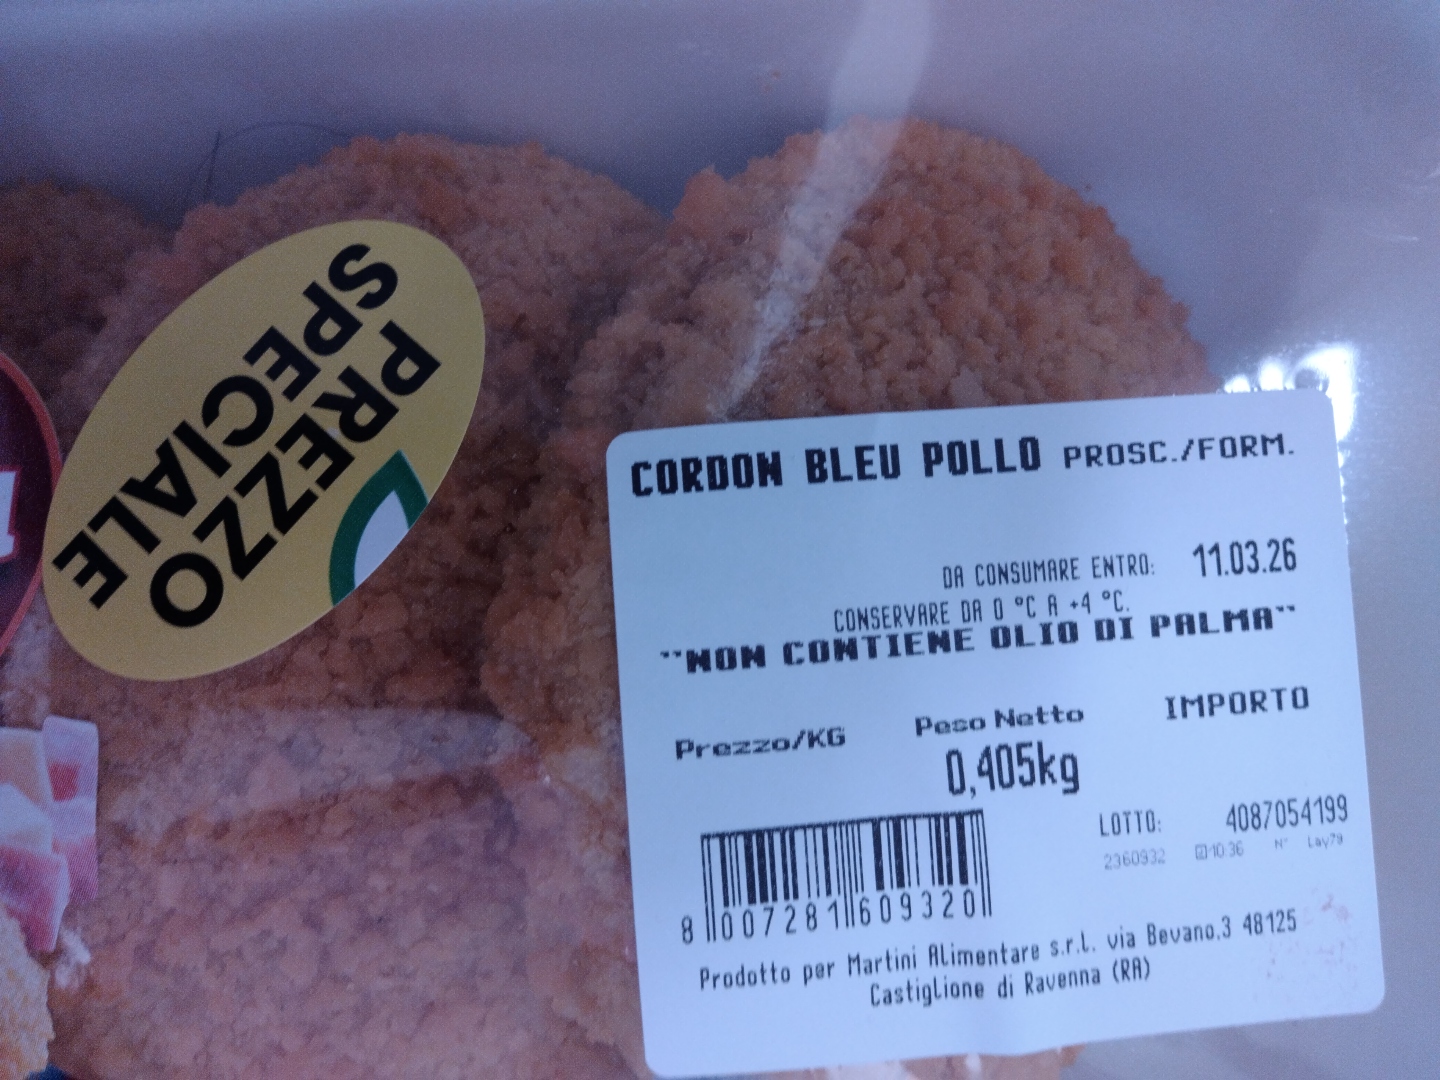 PREZZO
SPECIALE
CORDON BLEU POLLO PROSC./FORM.
DA CONSUMARE ENTRO: 11.03.26
CONSERVARE DA 0 °C A +4 °C.
"NON CONTIENE OLIO DI PALMA"
Prezzo/KG Peso Netto IMPORTO
0,405kg
LOTTO: 4087054199
2360932 10:36 N° Lay79
8 007281 609320
Prodotto per Martini Alimentare s.r.l. via Bevano.3 48125
Castiglione di Ravenna (RA)